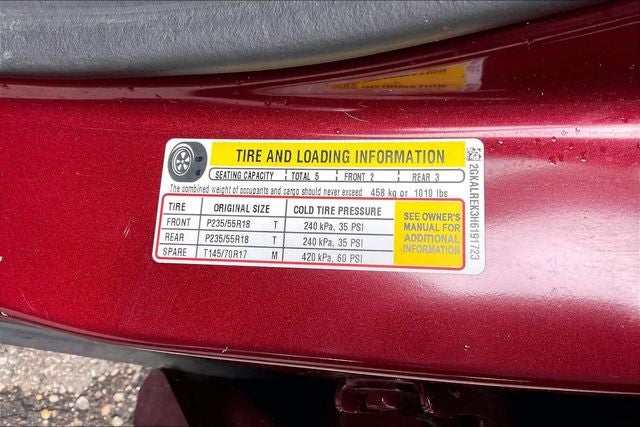 TIRE AND LOADING INFORMATION
SEATING CAPACITY TOTAL 5 FRONT 2 REAR 3
The combined weight of occupants and cargo should never exceed 458 kg or 1010 lbs
TIRE ORIGINAL SIZE COLD TIRE PRESSURE
FRONT P235/55R18 T 240 kPa, 35 PSI
REAR P235/55R18 T 240 kPa, 35 PSI
SPARE T145/70R17 M 420 kPa, 60 PSI
SEE OWNER'S
MANUAL FOR
ADDITIONAL
INFORMATION
2GKALREK3H6191723